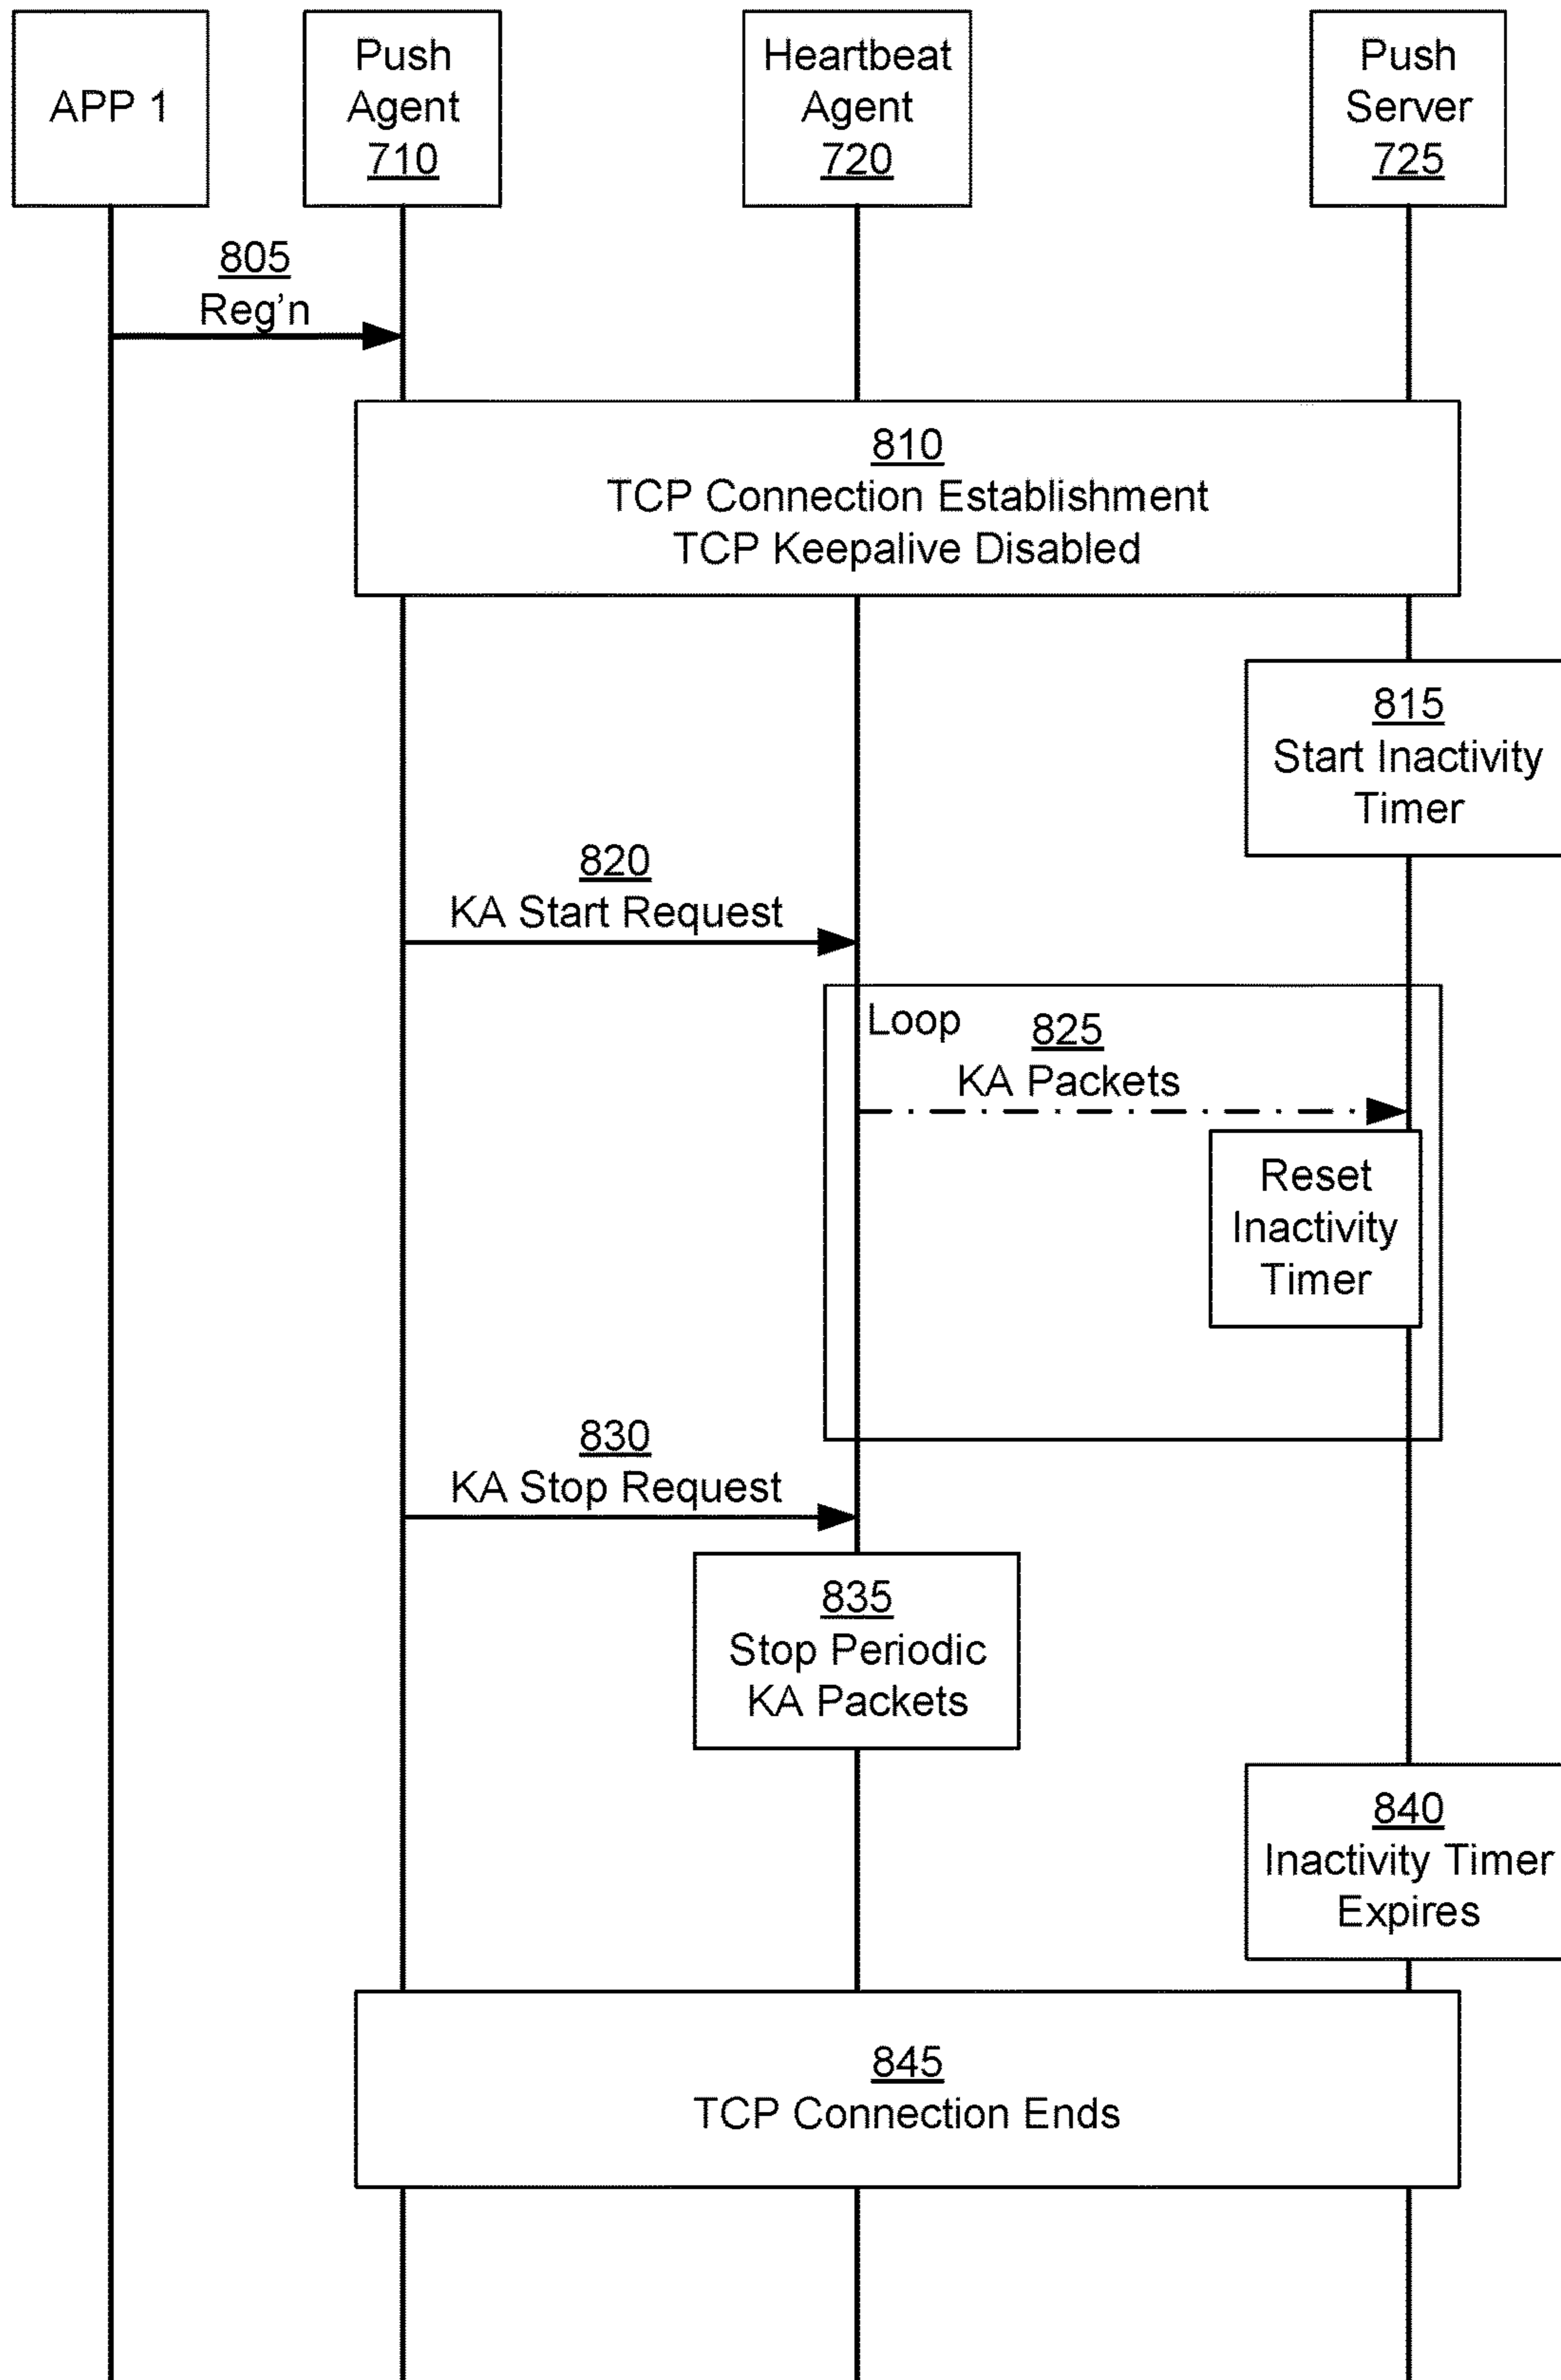 APP 1
Push
Agent
710
Heartbeat
Agent
720
Push
Server
725
805
Reg’n
810
TCP Connection Establishment
TCP Keepalive Disabled
815
Start Inactivity
Timer
820
KA Start Request
Loop
825
KA Packets
Reset
Inactivity
Timer
830
KA Stop Request
835
Stop Periodic
KA Packets
840
Inactivity Timer
Expires
845
TCP Connection Ends